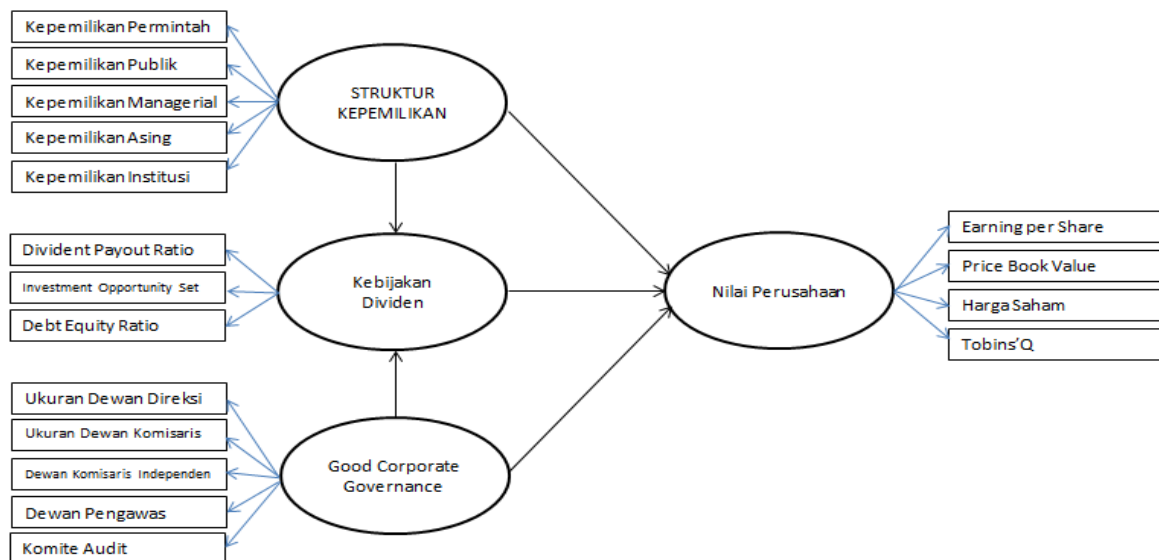 Kepemilikan Permintah
Kepemilikan Publik
Kepemilikan Managerial
Kepemilikan Asing
Kepemilikan Institusi
STRUKTUR
KEPEMILIKAN
Divident Payout Ratio
Investment Opportunity Set
Debt Equity Ratio
Kebijakan
Dividen
Nilai Perusahaan
Earning per Share
Price Book Value
Harga Saham
Tobins'Q
Ukuran Dewan Direksi
Ukuran Dewan Komisaris
Dewan Komisaris Independen
Dewan Pengawas
Komite Audit
Good Corporate
Governance